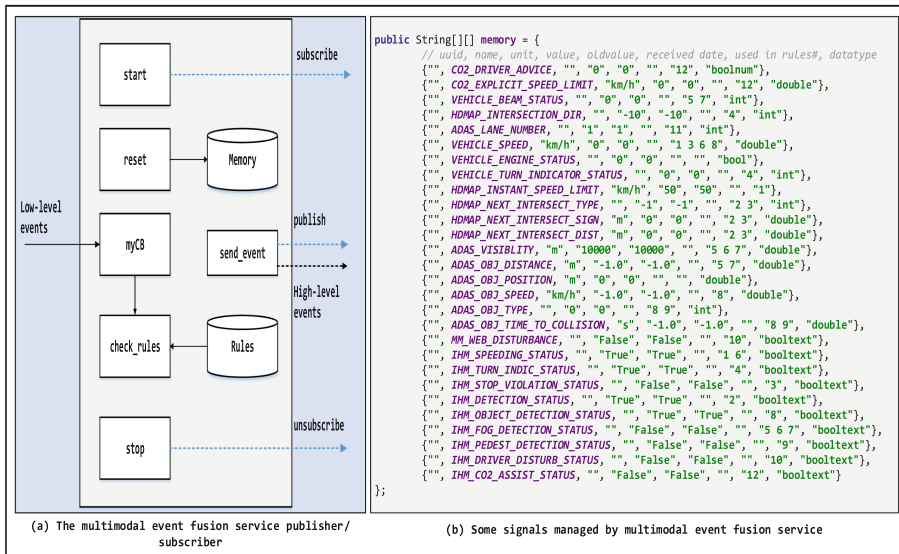 start
subscribe
reset
Memory
Low-level
events
myCB
publish
send_event
High-level
events
check_rules
Rules
stop
unsubscribe
(a) The multimodal event fusion service publisher/
subscriber
public String[][] memory = {
// uuid, name, unit, value, oldvalue, received date, used in rules#, datatype
{"", CO2_DRIVER_ADVICE, "", "0", "0", "", "12", "boolnum"},
{"", CO2_EXPLICIT_SPEED_LIMIT, "km/h", "0", "0", "", "12", "double"},
{"", VEHICLE_BEAM_STATUS, "", "0", "0", "", "5 7", "int"},
{"", HDMAP_INTERSECTION_DIR, "", "-10", "-10", "", "4", "int"},
{"", ADAS_LANE_NUMBER, "", "1", "1", "", "11", "int"},
{"", VEHICLE_SPEED, "km/h", "0", "0", "", "1 3 6 8", "double"},
{"", VEHICLE_ENGINE_STATUS, "", "0", "0", "", "", "bool"},
{"", VEHICLE_TURN_INDICATOR_STATUS, "", "0", "0", "", "4", "int"},
{"", HDMAP_INSTANT_SPEED_LIMIT, "km/h", "50", "50", "", "1"},
{"", HDMAP_NEXT_INTERSECT_TYPE, "", "-1", "-1", "", "2 3", "int"},
{"", HDMAP_NEXT_INTERSECT_SIGN, "m", "0", "0", "", "2 3", "double"},
{"", HDMAP_NEXT_INTERSECT_DIST, "m", "0", "0", "", "2 3", "double"},
{"", ADAS_VISIBLITY, "m", "10000", "10000", "", "5 6 7", "double"},
{"", ADAS_OBJ_DISTANCE, "m", "-1.0", "-1.0", "", "5 7", "double"},
{"", ADAS_OBJ_POSITION, "m", "0", "0", "", "", "double"},
{"", ADAS_OBJ_SPEED, "km/h", "-1.0", "-1.0", "", "8", "double"},
{"", ADAS_OBJ_TYPE, "", "0", "0", "", "8 9", "int"},
{"", ADAS_OBJ_TIME_TO_COLLISION, "s", "-1.0", "-1.0", "", "8 9", "double"},
{"", MM_WEB_DISTURBANCE, "", "False", "False", "", "10", "booltext"},
{"", IHM_SPEEDING_STATUS, "", "True", "True", "", "1 6", "booltext"},
{"", IHM_TURN_INDIC_STATUS, "", "True", "True", "", "4", "booltext"},
{"", IHM_STOP_VIOLATION_STATUS, "", "False", "False", "", "3", "booltext"},
{"", IHM_DETECTION_STATUS, "", "True", "True", "", "2", "booltext"},
{"", IHM_OBJECT_DETECTION_STATUS, "", "True", "True", "", "8", "booltext"},
{"", IHM_FOG_DETECTION_STATUS, "", "False", "False", "", "5 6 7", "booltext"},
{"", IHM_PEDEST_DETECTION_STATUS, "", "False", "False", "", "9", "booltext"},
{"", IHM_DRIVER_DISTURB_STATUS, "", "False", "False", "", "10", "booltext"},
{"", IHM_CO2_ASSIST_STATUS, "", "False", "False", "", "12", "booltext"}
};
(b) Some signals managed by multimodal event fusion service